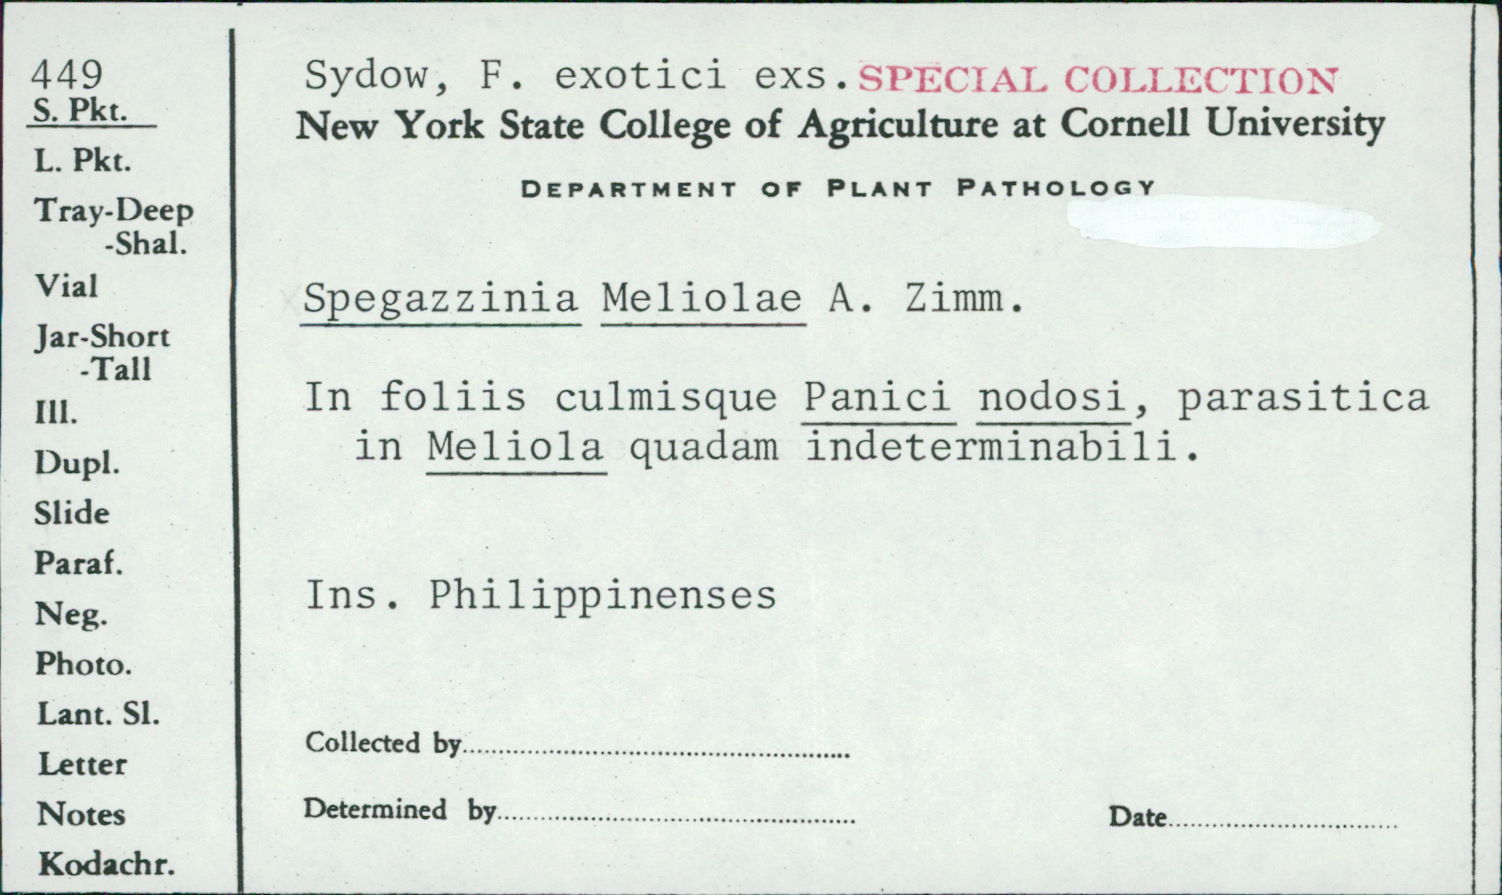 449
S. Pkt.
L. Pkt.
Tray-Deep
-Shal.
Vial
Jar-Short
-Tall
Ill.
Dupl.
Slide
Paraf.
Neg.
Photo.
Lant. Sl.
Letter
Notes
Kodachr.
Sydow, F. exotici exs. SPECIAL COLLECTION
New York State College of Agriculture at Cornell University
DEPARTMENT OF PLANT PATHOLOGY
Spegazzinia Meliolae A. Zimm.
In foliis culmisque Panici nodosi, parasitica
in Meliola quadam indeterminabili.
Ins. Philippinenses
Collected by
Determined by
Date